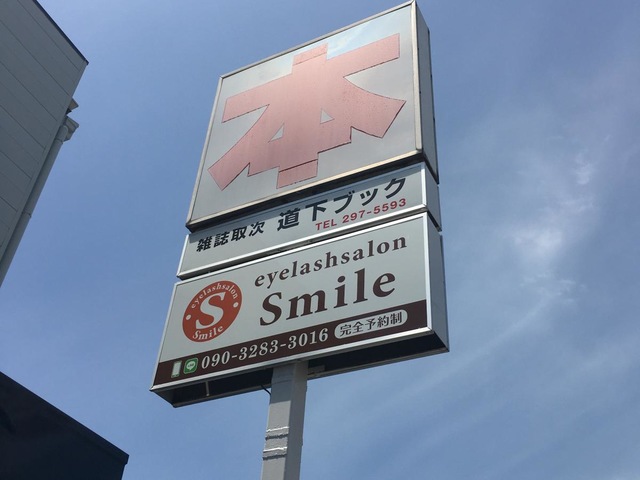 本
雑誌取次 道下ブック
TEL 297-5593
eyelashsalon
Smile
eyelashsalon
S
Smile
090-3283-3016 完全予約制